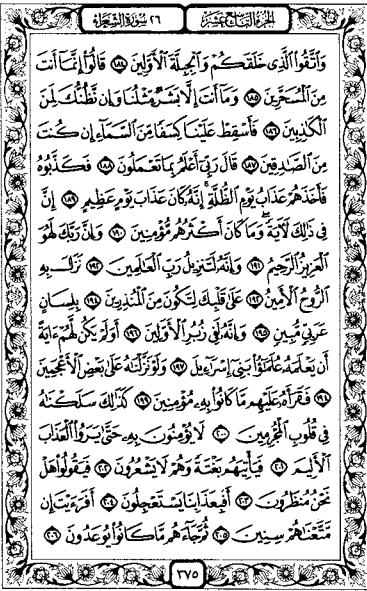 الجزء التاسع عشر ٢٦ سورة الشعراء
وَاتَّقُوا الَّذِي خَلَقَكُمْ وَالْجِبِلَّةَ الْأَوَّلِينَ ١٨٤ قَالُوا إِنَّمَا أَنتَ
مِنَ الْمُسَحَّرِينَ ١٨٥ وَمَا أَنتَ إِلَّا بَشَرٌ مِّثْلُنَا وَإِن نَّظُنُّكَ لَمِنَ
الْكَاذِبِينَ ١٨٦ فَأَسْقِطْ عَلَيْنَا كِسَفًا مِّنَ السَّمَاءِ إِن كُنتَ
مِنَ الصَّادِقِينَ ١٨٧ قَالَ رَبِّي أَعْلَمُ بِمَا تَعْمَلُونَ ١٨٨ فَكَذَّبُوهُ
فَأَخَذَهُمْ عَذَابُ يَوْمِ الظُّلَّةِ إِنَّهُ كَانَ عَذَابَ يَوْمٍ عَظِيمٍ ١٨٩ إِنَّ
فِي ذَٰلِكَ لَآيَةً وَمَا كَانَ أَكْثَرُهُم مُّؤْمِنِينَ ١٩٠ وَإِنَّ رَبَّكَ لَهُوَ
الْعَزِيزُ الرَّحِيمُ ١٩١ وَإِنَّهُ لَتَنزِيلُ رَبِّ الْعَالَمِينَ ١٩٢ نَزَلَ بِهِ
الرُّوحُ الْأَمِينُ ١٩٣ عَلَىٰ قَلْبِكَ لِتَكُونَ مِنَ الْمُنذِرِينَ ١٩٤ بِلِسَانٍ
عَرَبِيٍّ مُّبِينٍ ١٩٥ وَإِنَّهُ لَفِي زُبُرِ الْأَوَّلِينَ ١٩٦ أَوَلَمْ يَكُن لَّهُمْ ءَايَةً
أَن يَعْلَمَهُ عُلَمَٰؤُا بَنِي إِسْرَاءِيلَ ١٩٧ وَلَوْ نَزَّلْنَاهُ عَلَىٰ بَعْضِ الْأَعْجَمِينَ
١٩٨ فَقَرَأَهُ عَلَيْهِم مَّا كَانُوا بِهِ مُؤْمِنِينَ ١٩٩ كَذَٰلِكَ سَلَكْنَاهُ
فِي قُلُوبِ الْمُجْرِمِينَ ٢٠٠ لَا يُؤْمِنُونَ بِهِ حَتَّىٰ يَرَوُا الْعَذَابَ
الْأَلِيمَ ٢٠١ فَيَأْتِيَهُم بَغْتَةً وَهُمْ لَا يَشْعُرُونَ ٢٠٢ فَيَقُولُوا هَلْ
نَحْنُ مُنظَرُونَ ٢٠٣ أَفَبِعَذَابِنَا يَسْتَعْجِلُونَ ٢٠٤ أَفَرَءَيْتَ إِن
مَّتَّعْنَاهُمْ سِنِينَ ٢٠٥ ثُمَّ جَاءَهُم مَّا كَانُوا يُوعَدُونَ ٢٠٦
٣٧٥